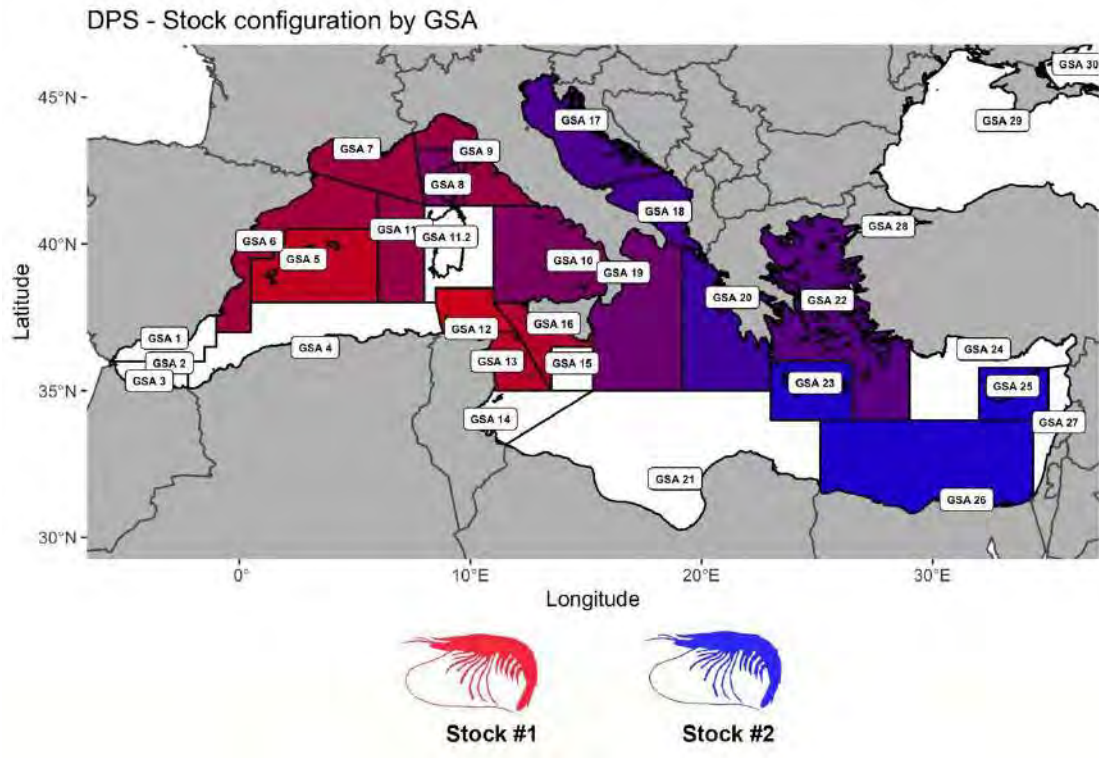 DPS - Stock configuration by GSA
45°N
40°N
35°N
30°N
Latitude
GSA 30
GSA 29
GSA 17
GSA 7
GSA 9
GSA 8
GSA 18
GSA 28
GSA 6
GSA 11
GSA 11.2
GSA 5
GSA 10
GSA 19
GSA 20
GSA 22
GSA 1
GSA 4
GSA 12
GSA 16
GSA 24
GSA 2
GSA 3
GSA 13
GSA 15
GSA 23
GSA 25
GSA 14
GSA 27
GSA 21
GSA 26
0°
10°E
20°E
30°E
Longitude
Stock #1
Stock #2